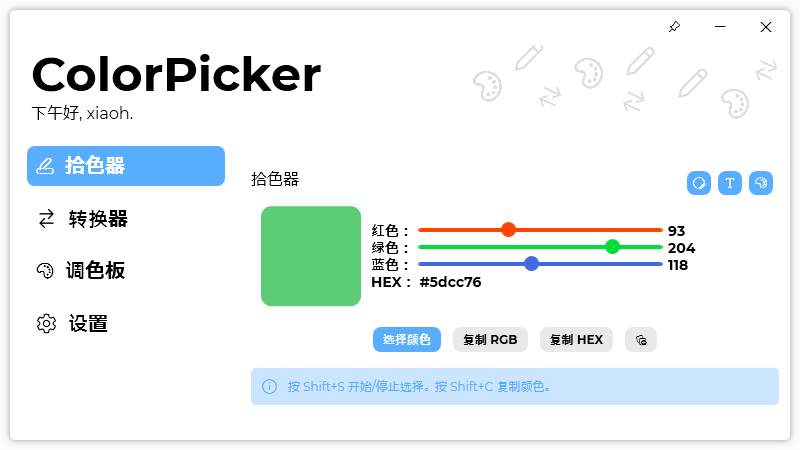 ColorPicker
下午好, xiaoh.
拾色器
转换器
调色板
设置
拾色器
T
红色： 93
绿色： 204
蓝色： 118
HEX： #5dcc76
选择颜色 复制 RGB 复制 HEX
按 Shift+S 开始/停止选择。按 Shift+C 复制颜色。